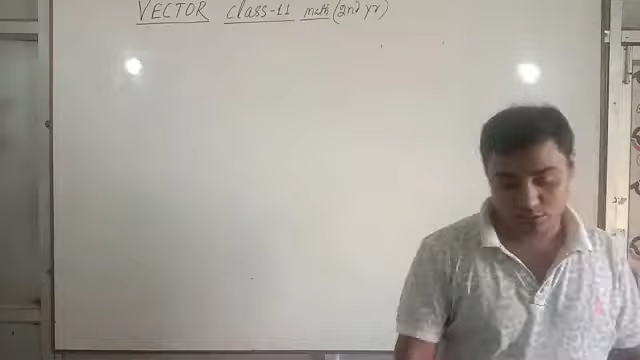 VECTOR class-11 math (2nd yr)